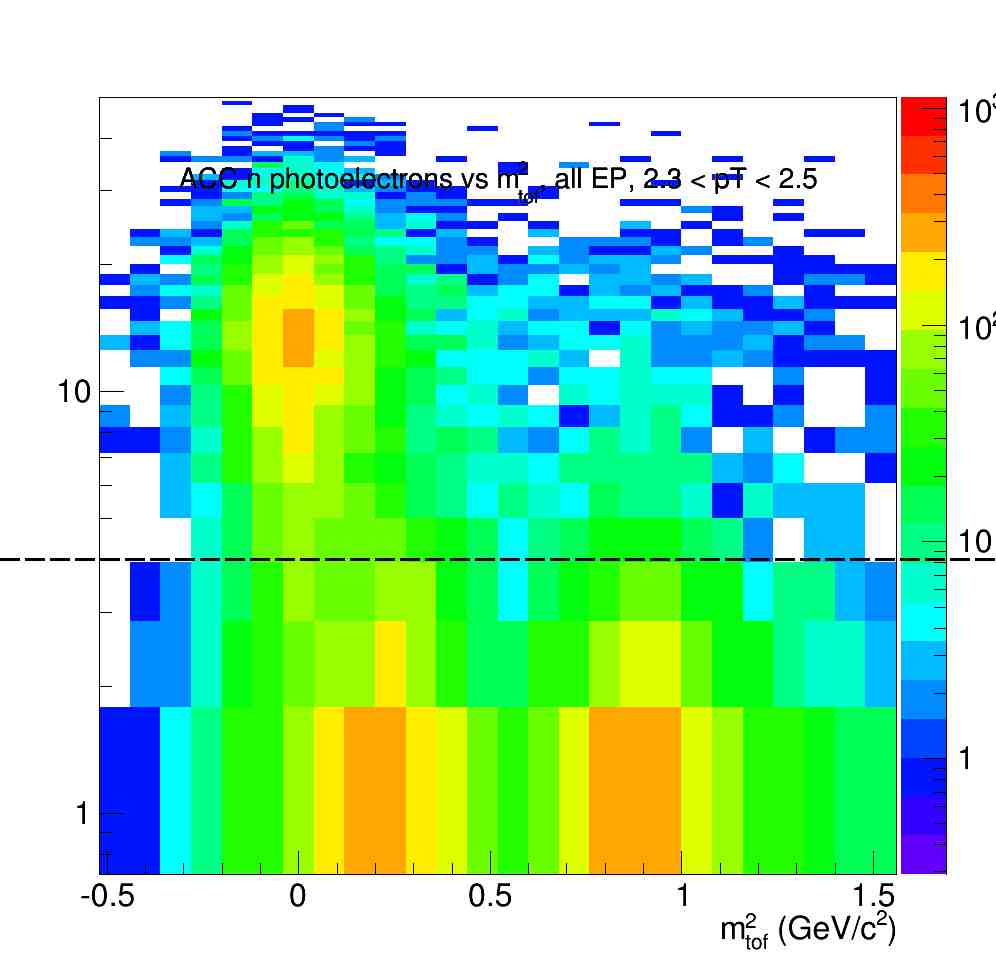 10³
ACC n photoelectrons vs m²tof, all EP, 2.3 < pT < 2.5
10²
10
10
1
1
-0.5 0 0.5 1 1.5
m²tof (GeV/c²)